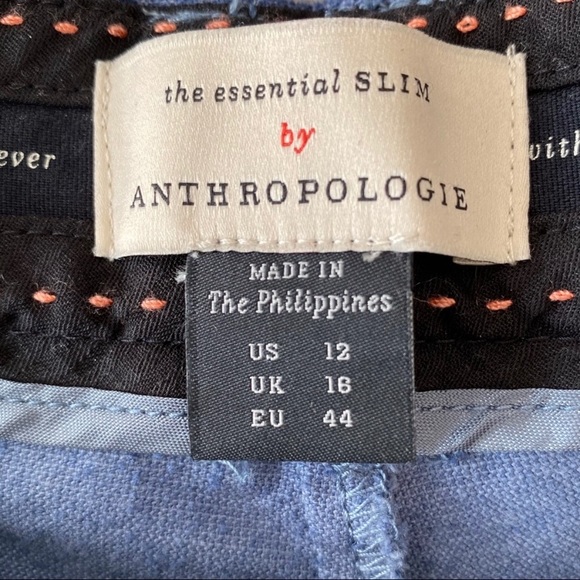 the essential SLIM
by
ANTHROPOLOGIE
ever
with
MADE IN
The Philippines
US 12
UK 16
EU 44